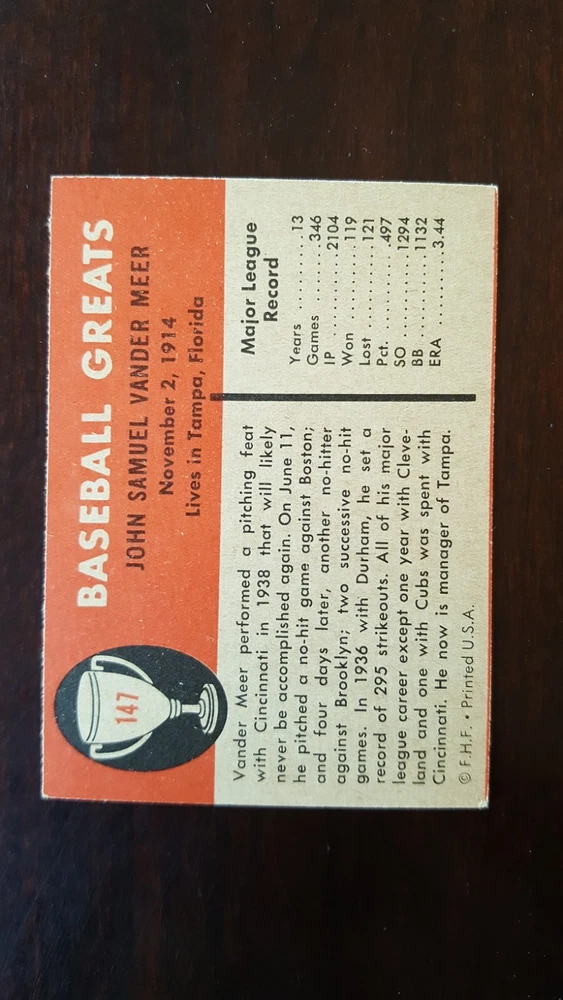 147
BASEBALL GREATS
JOHN SAMUEL VANDER MEER
November 2, 1914
Lives in Tampa, Florida
Vander Meer performed a pitching feat
with Cincinnati in 1938 that will likely
never be accomplished again. On June 11,
he pitched a no-hit game against Boston;
and four days later, another no-hitter
against Brooklyn; two successive no-hit
games. In 1936 with Durham, he set a
record of 295 strikeouts. All of his major
league career except one year with Cleve-
land and one with Cubs was spent with
Cincinnati. He now is manager of Tampa.
© F.H.F. • Printed U.S.A.
Major League
Record
Years ..........13
Games ......346
IP ............2104
Won ..........119
Lost ..........121
Pct. ..........497
SO ..........1294
BB ..........1132
ERA ..........3.44